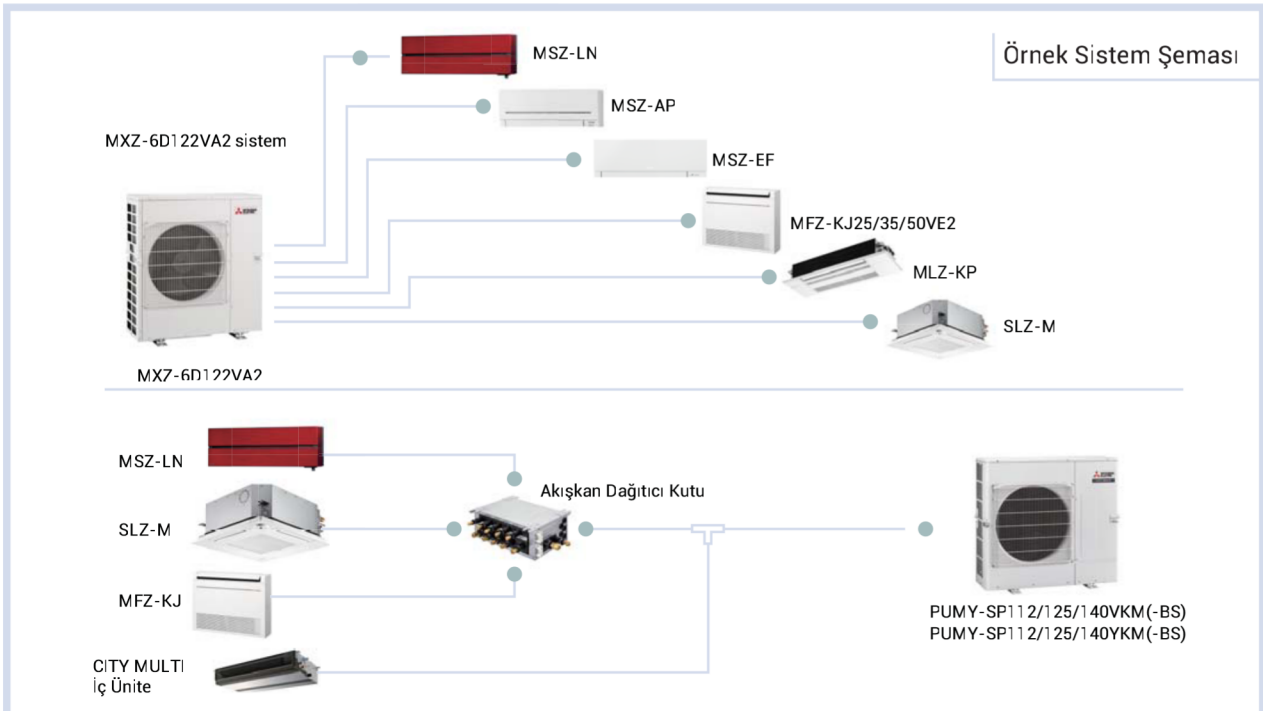 Örnek Sistem Şeması
MSZ-LN
MSZ-AP
MXZ-6D122VA2 sistem
MSZ-EF
MFZ-KJ25/35/50VE2
MLZ-KP
SLZ-M
MXZ-6D122VA2
MSZ-LN
Akışkan Dağıtıcı Kutu
SLZ-M
MFZ-KJ
PUMY-SP112/125/140VKM(-BS)
PUMY-SP112/125/140YKM(-BS)
CITY MULTI
İç Ünite